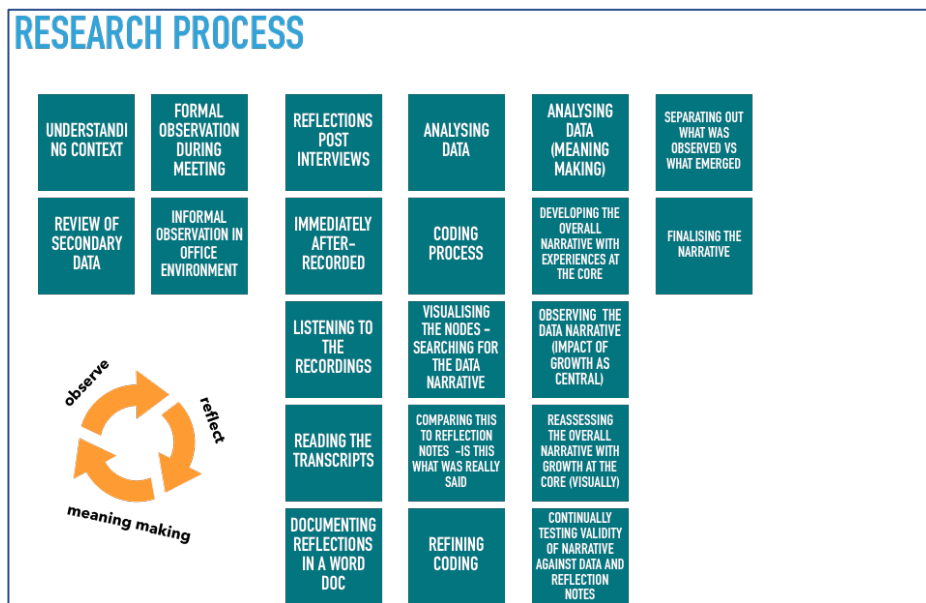 RESEARCH PROCESS
UNDERSTANDI
NG CONTEXT
REVIEW OF
SECONDARY
DATA
FORMAL
OBSERVATION
DURING
MEETING
INFORMAL
OBSERVATION IN
OFFICE
ENVIRONMENT
REFLECTIONS
POST
INTERVIEWS
IMMEDIATELY
AFTER-
RECORDED
LISTENING TO
THE
RECORDINGS
READING THE
TRANSCRIPTS
DOCUMENTING
REFLECTIONS
IN A WORD
DOC
ANALYSING
DATA
CODING
PROCESS
VISUALISING
THE NODES –
SEARCHING FOR
THE DATA
NARRATIVE
COMPARING THIS
TO REFLECTION
NOTES -IS THIS
WHAT WAS REALLY
SAID
REFINING
CODING
ANALYSING
DATA
(MEANING
MAKING)
DEVELOPING THE
OVERALL
NARRATIVE WITH
EXPERIENCES AT
THE CORE
OBSERVING THE
DATA NARRATIVE
(IMPACT OF
GROWTH AS
CENTRAL)
REASSESSING
THE OVERALL
NARRATIVE WITH
GROWTH AT THE
CORE (VISUALLY)
CONTINUALLY
TESTING VALIDITY
OF NARRATIVE
AGAINST DATA AND
REFLECTION
NOTES
SEPARATING OUT
WHAT WAS
OBSERVED VS
WHAT EMERGED
FINALISING THE
NARRATIVE
observe
reflect
meaning making